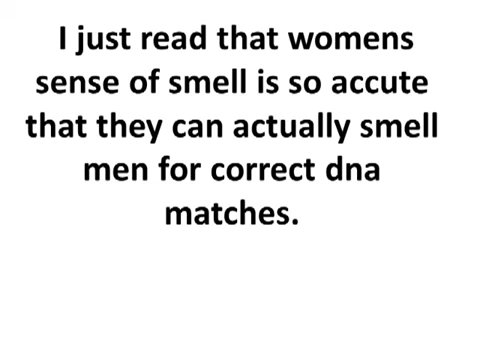 I just read that womens
sense of smell is so accute
that they can actually smell
men for correct dna
matches.